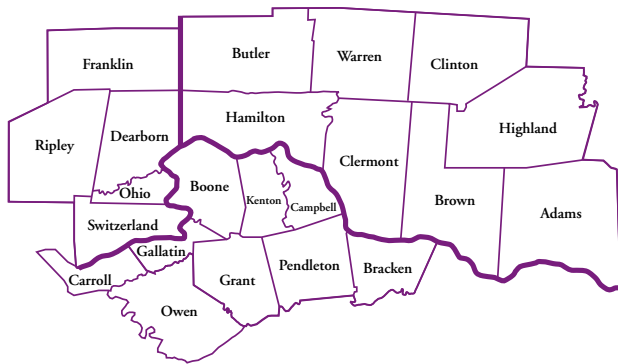 Butler
Warren
Clinton
Franklin
Hamilton
Highland
Dearborn
Ripley
Clermont
Ohio
Boone
Kenton
Campbell
Brown
Adams
Switzerland
Gallatin
Carroll
Grant
Pendleton
Bracken
Owen